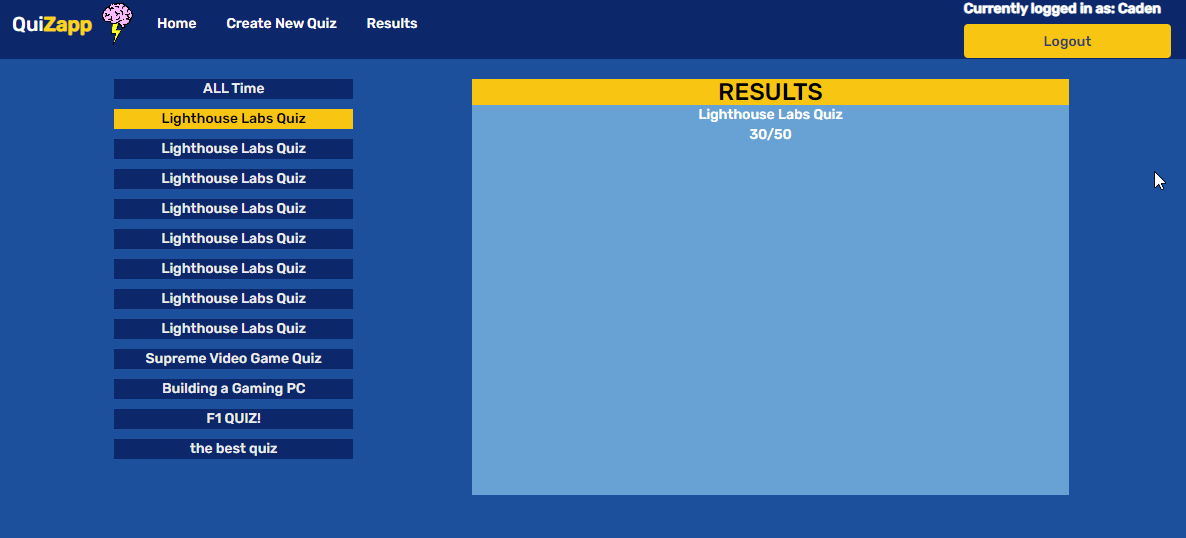 QuiZapp
Home
Create New Quiz
Results
Currently logged in as: Caden
Logout
ALL Time
Lighthouse Labs Quiz
Lighthouse Labs Quiz
Lighthouse Labs Quiz
Lighthouse Labs Quiz
Lighthouse Labs Quiz
Lighthouse Labs Quiz
Lighthouse Labs Quiz
Lighthouse Labs Quiz
Supreme Video Game Quiz
Building a Gaming PC
F1 QUIZ!
the best quiz
RESULTS
Lighthouse Labs Quiz
30/50